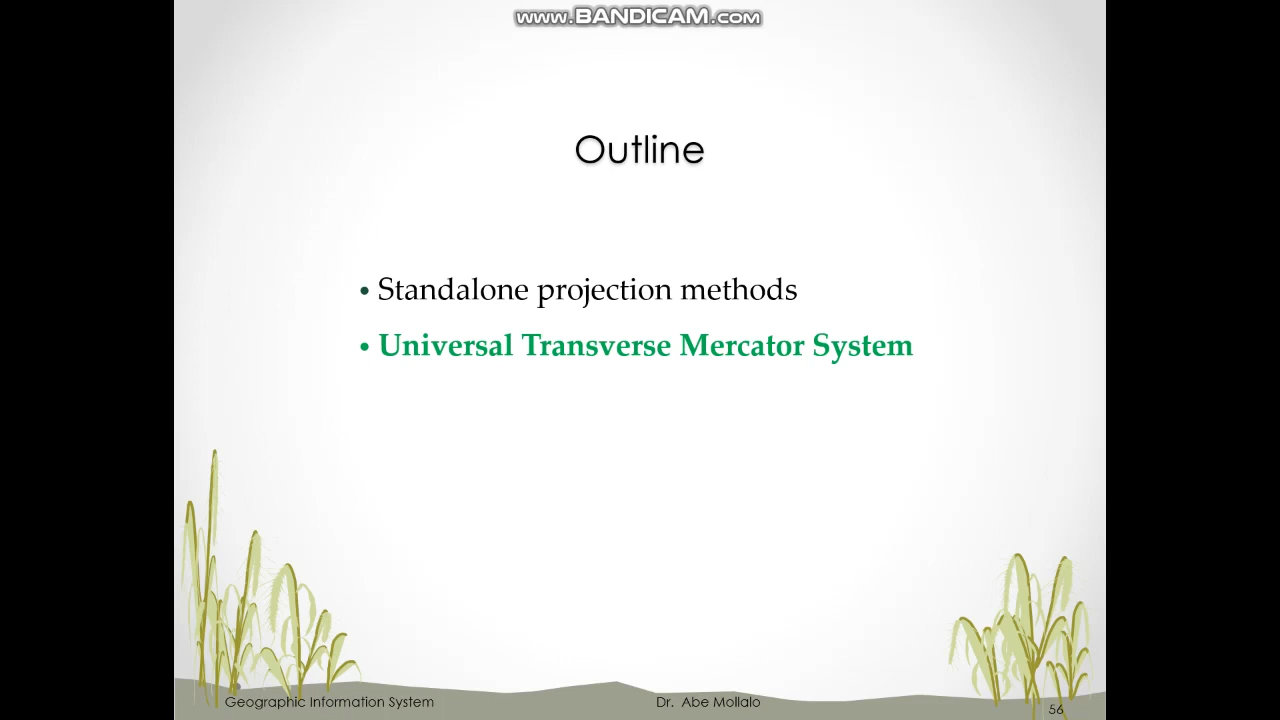 www.BANDICAM.com
Outline
• Standalone projection methods
• Universal Transverse Mercator System
Geographic Information System
Dr. Abe Mollalo
56